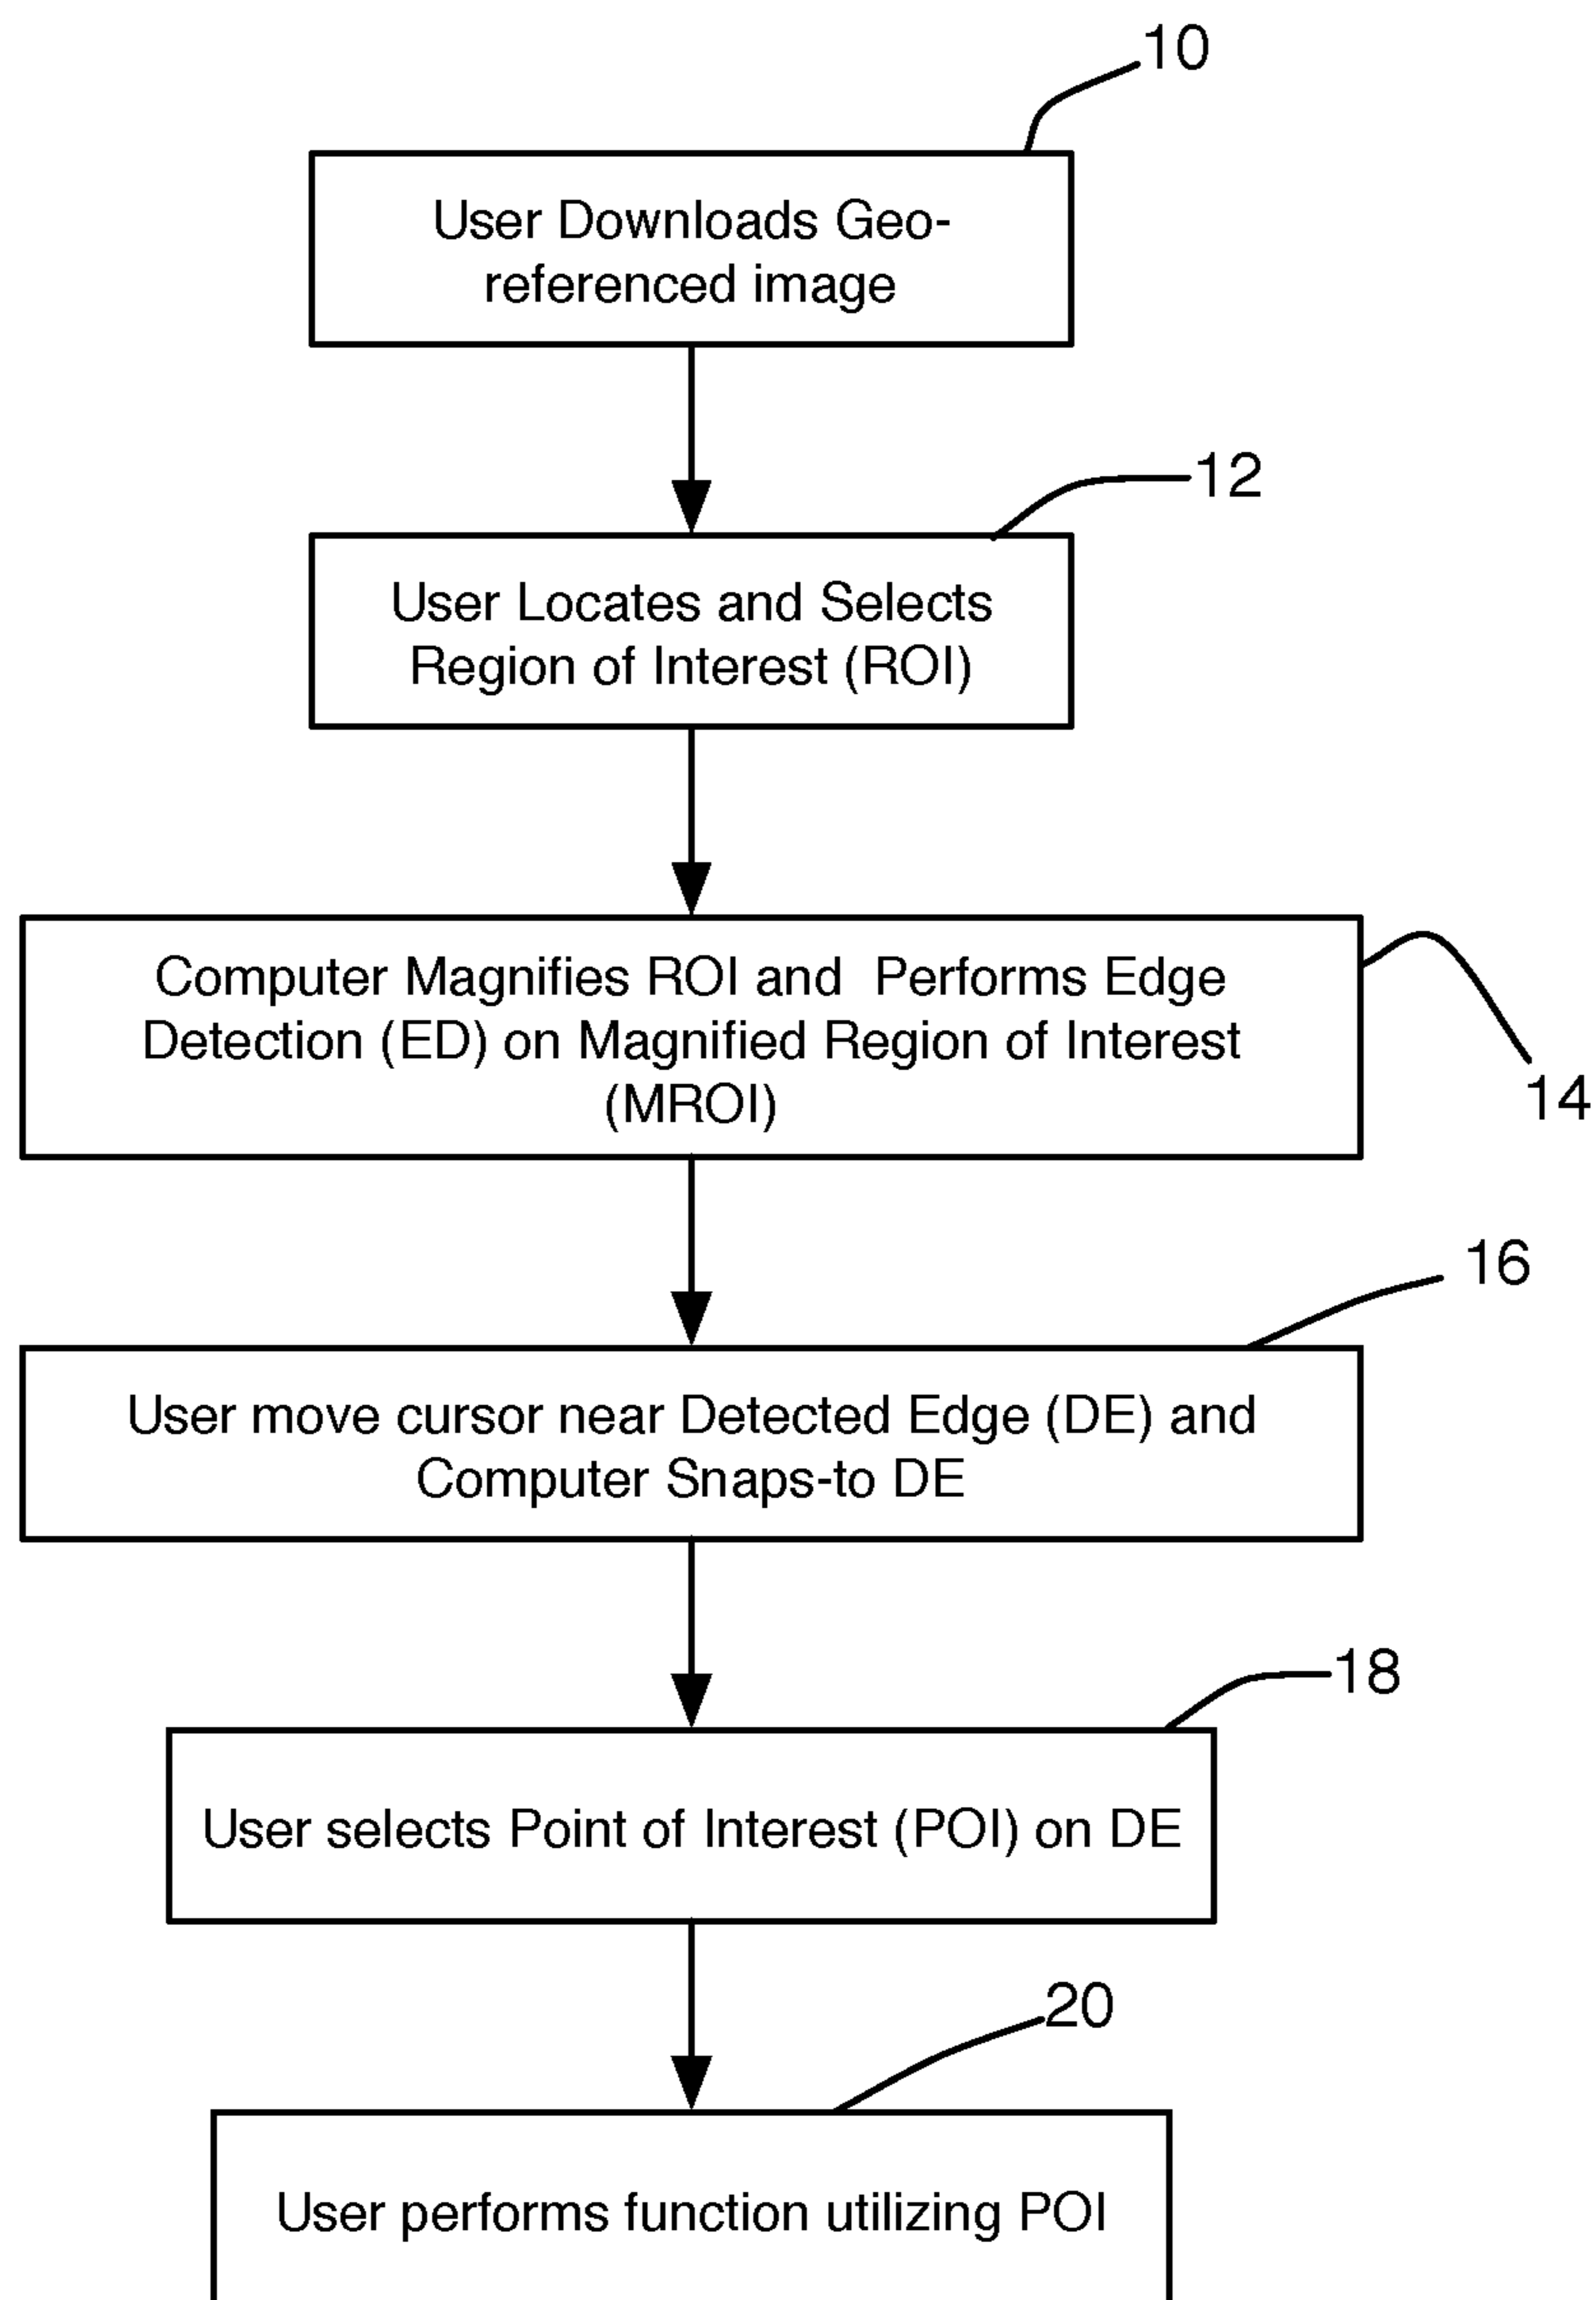 10
User Downloads Geo-
referenced image
12
User Locates and Selects
Region of Interest (ROI)
Computer Magnifies ROI and  Performs Edge
Detection (ED) on Magnified Region of Interest
(MROI)
14
16
User move cursor near Detected Edge (DE) and
Computer Snaps-to DE
18
User selects Point of Interest (POI) on DE
20
User performs function utilizing POI